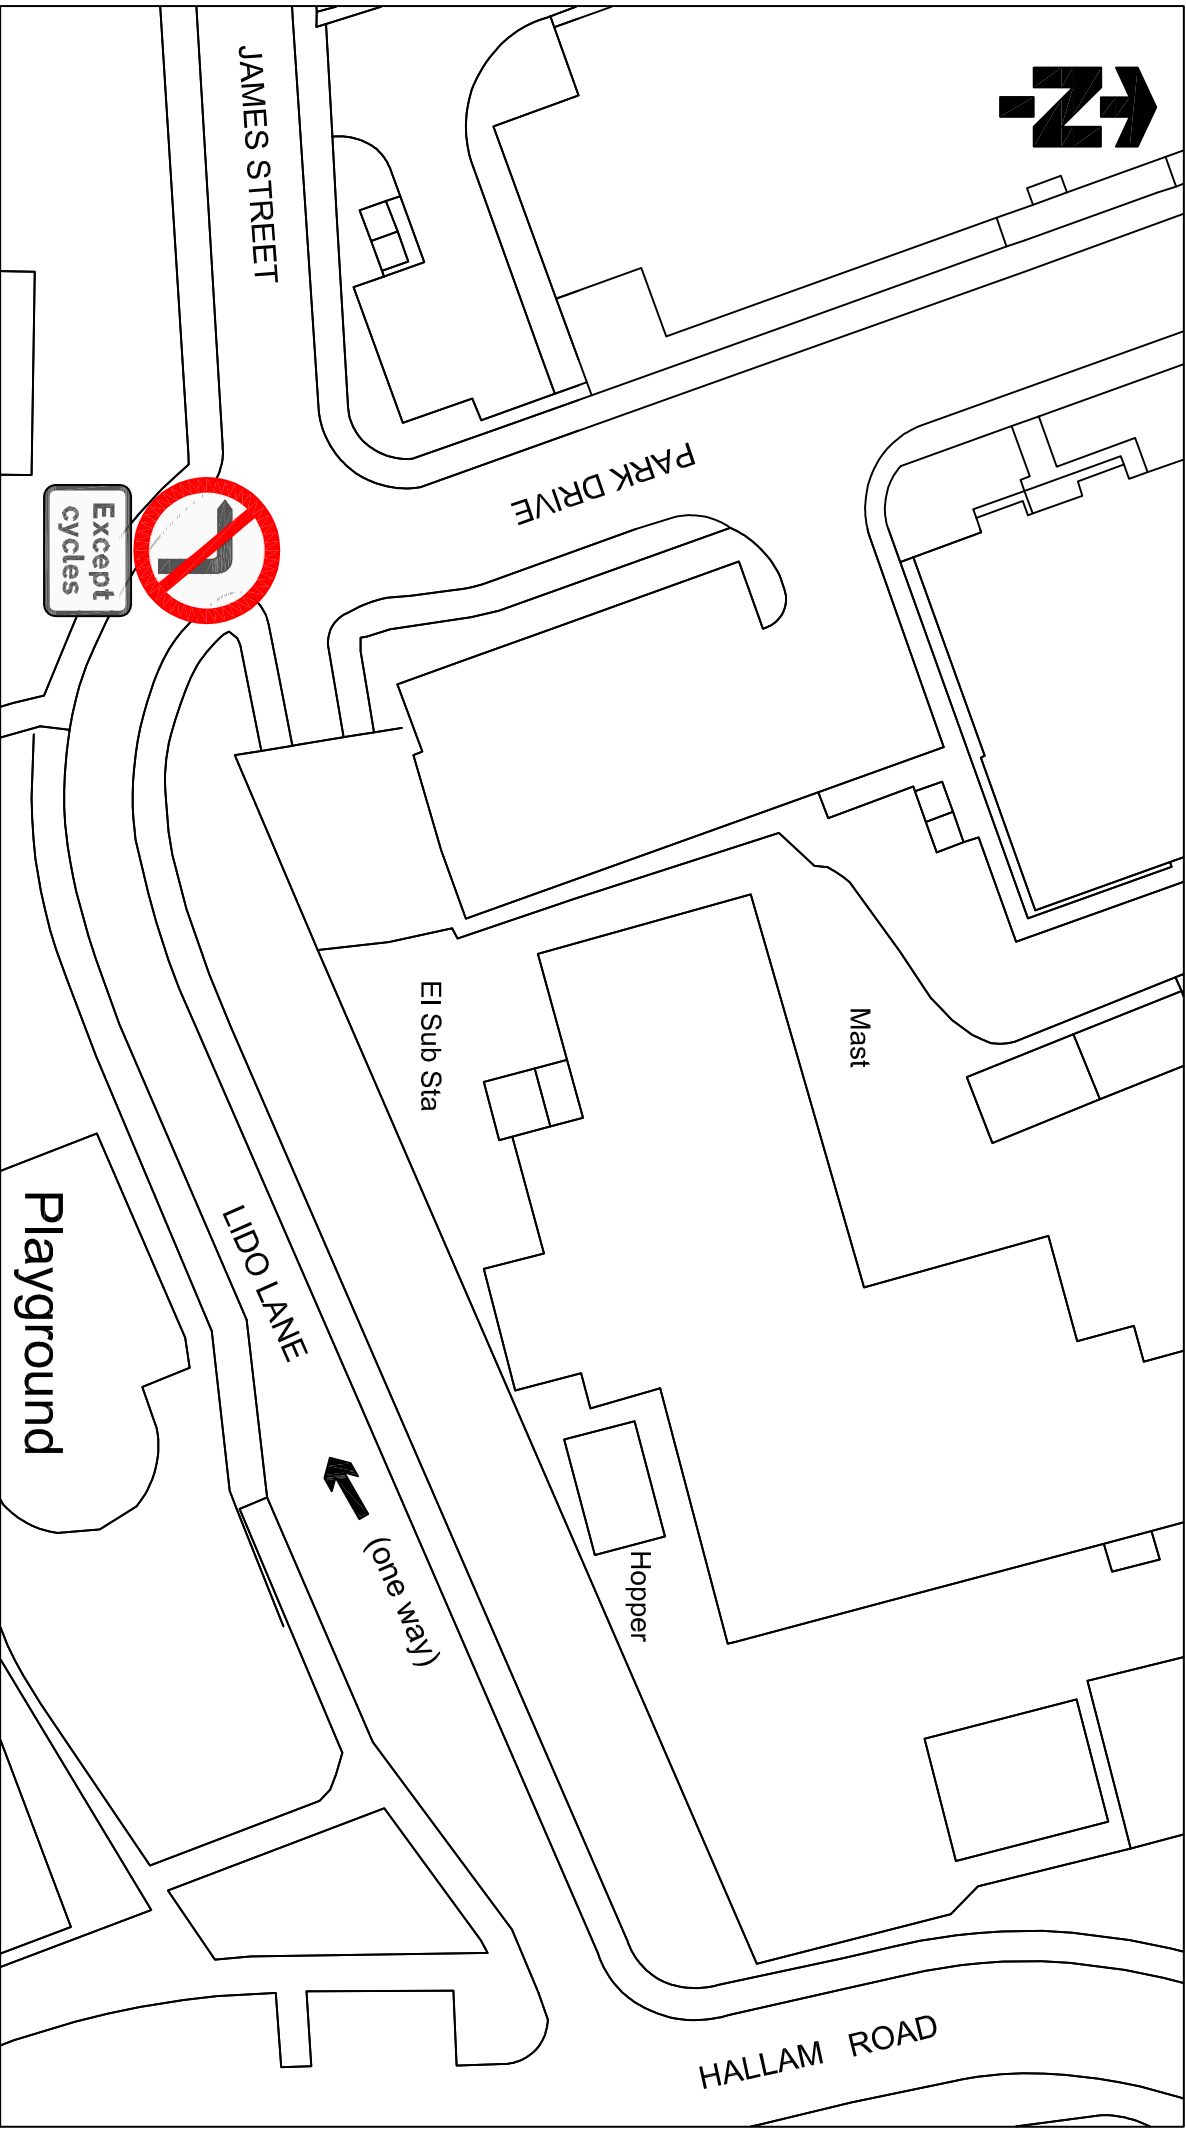 N
JAMES STREET
PARK DRIVE
Except
cycles
El Sub Sta
Mast
LIDO LANE
Playground
(one way)
Hopper
HALLAM ROAD